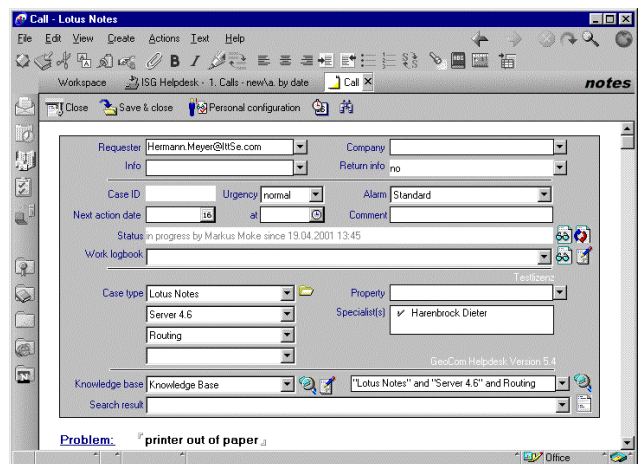 Call - Lotus Notes
File Edit View Create Actions Text Help
Workspace ISG Helpdesk - 1. Calls - new\a. by date Call notes
Close Save & close Personal configuration
Requester Hermann.Meyer@IttSe.com Company
Info Return info no
Case ID Urgency normal Alarm Standard
Next action date 16 at Comment
Status in progress by Markus Moke since 19.04.2001 13:45
Work logbook
Testlizenz
Case type Lotus Notes Property
Server 4.6 Specialist(s) Harenbrock Dieter
Routing
GeoCom Helpdesk Version 5.4
Knowledge base Knowledge Base "Lotus Notes" and "Server 4.6" and Routing
Search result
Problem: printer out of paper
Office